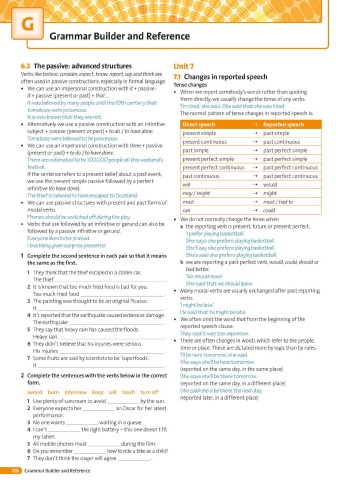 G
Grammar Builder and Reference
6.2 The passive: advanced structures
Verbs like believe, consider, expect, know, report, say and think are
often used in passive constructions, especially in formal language.
• We can use an impersonal construction with it + passive:
it + passive (present or past) + that …
It was believed by many people until the 19th century that
tomatoes were poisonous.
It is now known that they are not.
• Alternatively we use a passive construction with an infinitive:
subject + passive (present or past) + to do / to have done
Tomatoes were believed to be poisonous.
• We can use an impersonal construction with there + passive
(present or past) + to do / to have done.
There are estimated to be 100,000 people at this weekend's
festival.
If the sentence refers to a present belief about a past event,
we use the present simple passive followed by a perfect
infinitive (to have done).
The thief is believed to have escaped to Scotland.
• We can use passive structures with present and past forms of
modal verbs.
Phones should be switched off during the play.
• Verbs that are followed by an infinitive or gerund can also be
followed by a passive infinitive or gerund.
Everyone likes to be praised.
I love being given surprise presents!
1 Complete the second sentence in each pair so that it means
the same as the first.
1 They think that the thief escaped in a stolen car.
The thief
2 It is known that too much fried food is bad for you.
Too much fried food
3 The painting was thought to be an original Picasso.
It
4 It's reported that the earthquake caused extensive damage.
The earthquake
5 They say that heavy rain has caused the floods.
Heavy rain
6 They didn't believe that his injuries were serious.
His injuries
7 Some fruits are said by scientists to be 'superfoods'.
It
2 Complete the sentences with the verbs below in the correct
form.
award burn interview keep sell teach turn off
1 Use plenty of suncream to avoid ____ by the sun.
2 Everyone expects her ____ an Oscar for her latest
performance.
3 No one wants ____ waiting in a queue.
4 I can't ____ the right battery – this one doesn't fit
my tablet.
5 All mobile phones must ____ during the film.
6 Do you remember ____ how to ride a bike as a child?
7 They don't think the singer will agree ____.
Unit 7
7.1 Changes in reported speech
Tense changes
• When we report somebody's words rather than quoting
them directly, we usually change the tense of any verbs.
'I'm tired,' she said. She said that she was tired.
The normal pattern of tense changes in reported speech is:
Direct speech → Reported speech
present simple → past simple
present continuous → past continuous
past simple → past perfect simple
present perfect simple → past perfect simple
present perfect continuous → past perfect continuous
past continuous → past perfect continuous
will → would
may / might → might
must → must / had to
can → could
• We do not normally change the tense when:
a the reporting verb is present, future or present perfect.
'I prefer playing basketball.'
She says she prefers playing basketball.
She'll say she prefers playing basketball.
She's said she prefers playing basketball.
b we are reporting a past perfect verb, would, could, should or
had better.
'We should leave.'
She said that we should leave.
• Many modal verbs are usually unchanged after past reporting
verbs.
'I might be late.'
He said that he might be late.
• We often omit the word that from the beginning of the
reported speech clause.
They said it was too expensive.
• There are often changes in words which refer to the people,
time or place. These are dictated more by logic than by rules.
'I'll be here tomorrow,' she said.
She says she'll be here tomorrow.
(reported on the same day, in the same place)
She says she'll be there tomorrow.
(reported on the same day, in a different place)
She said she'd be there the next day.
(reported later, in a different place)
Grammar Builder and Reference